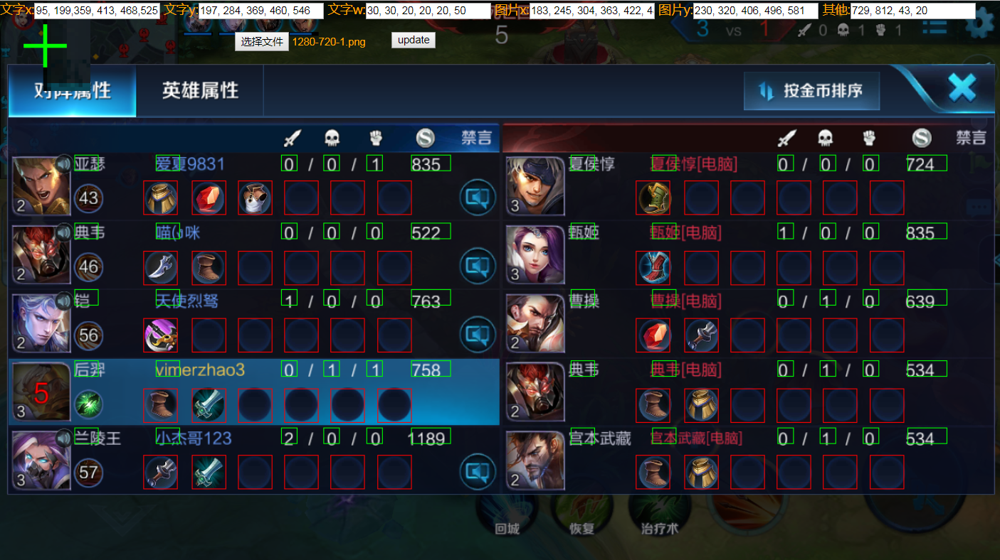 文字x: 95, 199,359, 413, 468,525 文字y: 197, 284, 369, 460, 546 文字w: 30, 30, 20, 20, 20, 50 图片x: 183, 245, 304, 363, 422, 4 图片y: 230, 320, 406, 496, 581 其他: 729, 812, 43, 20
5 3 vs 1 0 1 1
选择文件 1280-720-1.png update
对阵属性 英雄属性 按金币排序
禁言 禁言
亚瑟 爱夏9831 0 / 0 / 1 835 夏侯惇 夏侯惇[电脑] 0 / 0 / 0 724
2 43 3
典韦 0 / 0 / 0 522 甄姬 甄姬[电脑] 1 / 0 / 0 835
2 46 3
铠 天使烈驽 1 / 0 / 0 763 曹操 曹操[电脑] 0 / 1 / 0 639
2 56 2
后羿 vimerzhao3 0 / 1 / 1 758 典韦 典韦[电脑] 0 / 1 / 0 534
5
3 2
兰陵王 小杰哥123 2 / 0 / 0 1189 宫本武藏 宫本武藏[电脑] 0 / 1 / 0 534
3 57 2
回城 恢复 治疗术